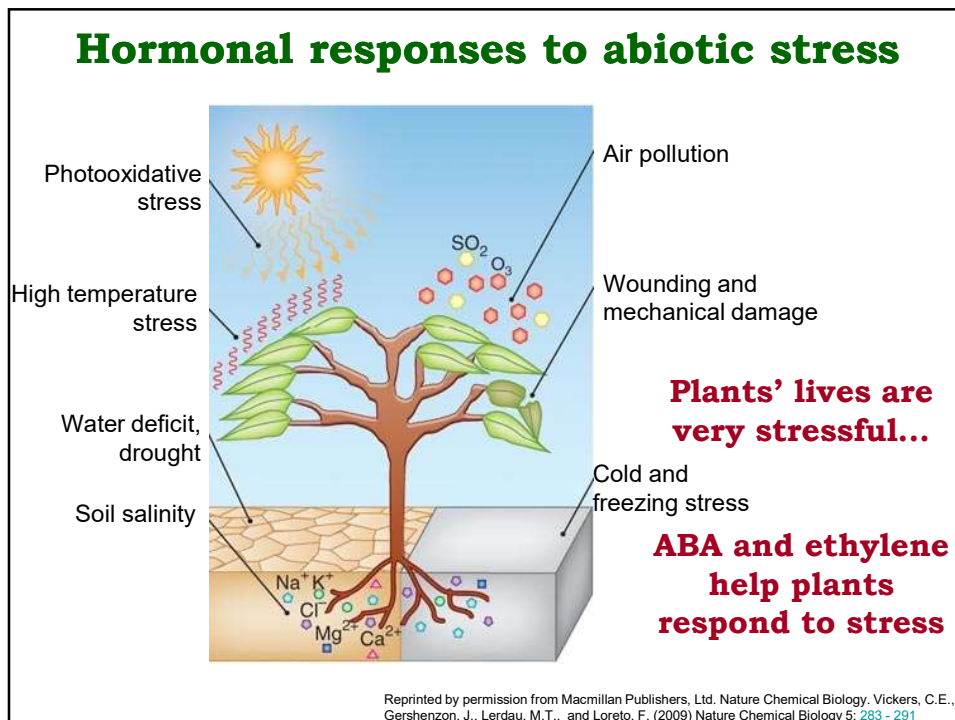 Hormonal responses to abiotic stress
Photooxidative
stress
High temperature
stress
Water deficit,
drought
Soil salinity
SO₂
O₃
Na⁺ K⁺
Cl⁻
Mg²⁺ Ca²⁺
Air pollution
Wounding and
mechanical damage
Plants’ lives are
very stressful...
Cold and
freezing stress
ABA and ethylene
help plants
respond to stress
Reprinted by permission from Macmillan Publishers, Ltd. Nature Chemical Biology. Vickers, C.E.,
Gershenzon, J., Lerdau, M.T., and Loreto, F. (2009) Nature Chemical Biology 5: 283 - 291